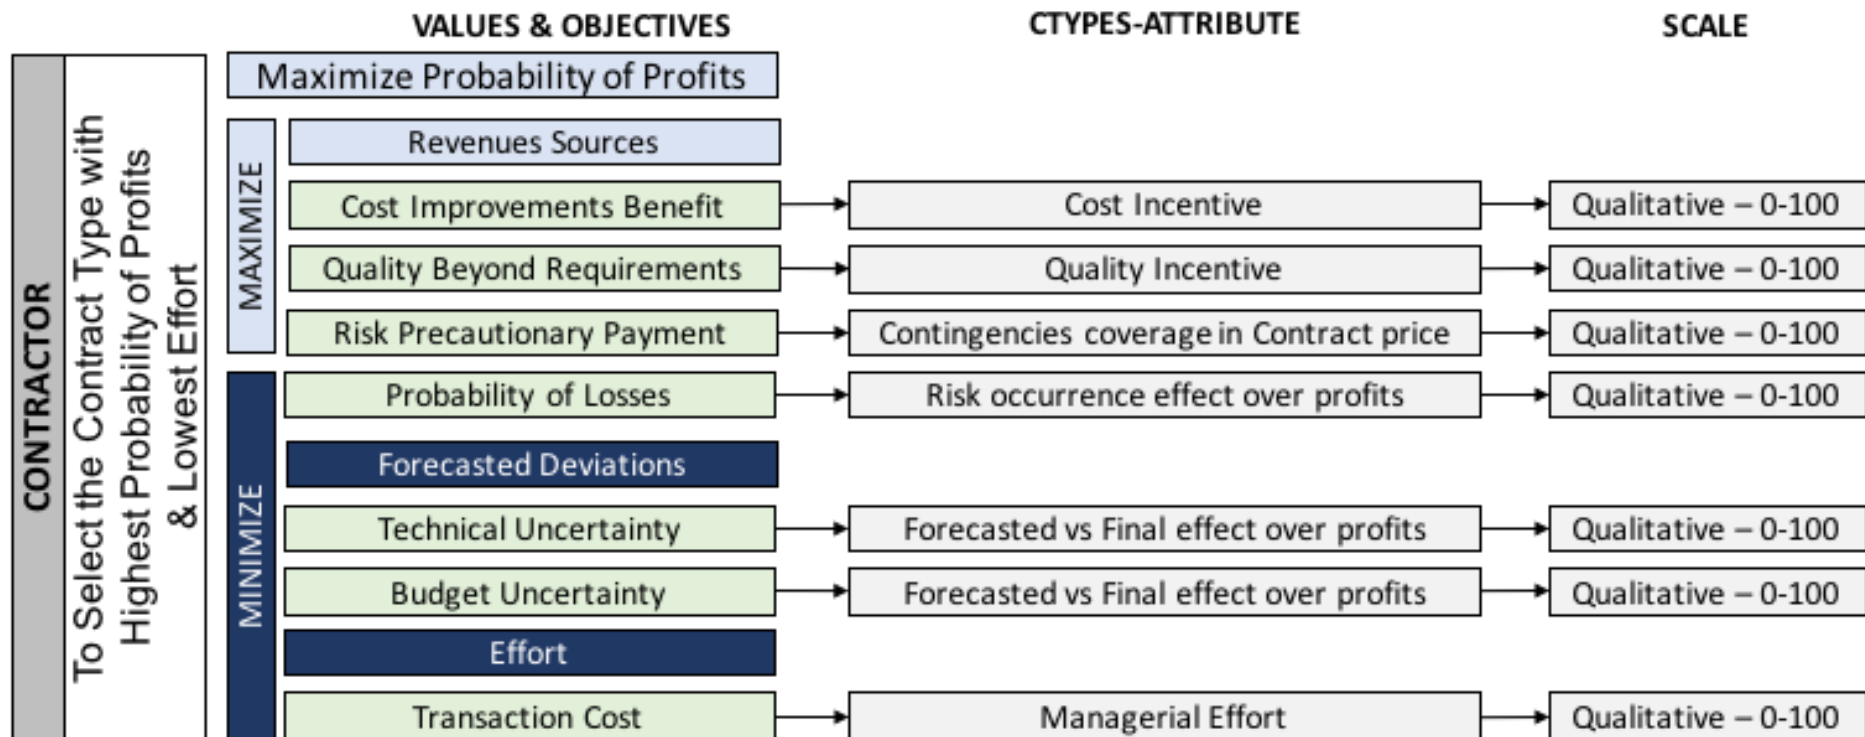 VALUES & OBJECTIVES
CTYPES-ATTRIBUTE
SCALE
CONTRACTOR
To Select the Contract Type with
Highest Probability of Profits
& Lowest Effort
Maximize Probability of Profits
MAXIMIZE
Revenues Sources
Cost Improvements Benefit
Cost Incentive
Qualitative – 0-100
Quality Beyond Requirements
Quality Incentive
Qualitative – 0-100
Risk Precautionary Payment
Contingencies coverage in Contract price
Qualitative – 0-100
MINIMIZE
Probability of Losses
Risk occurrence effect over profits
Qualitative – 0-100
Forecasted Deviations
Technical Uncertainty
Forecasted vs Final effect over profits
Qualitative – 0-100
Budget Uncertainty
Forecasted vs Final effect over profits
Qualitative – 0-100
Effort
Transaction Cost
Managerial Effort
Qualitative – 0-100